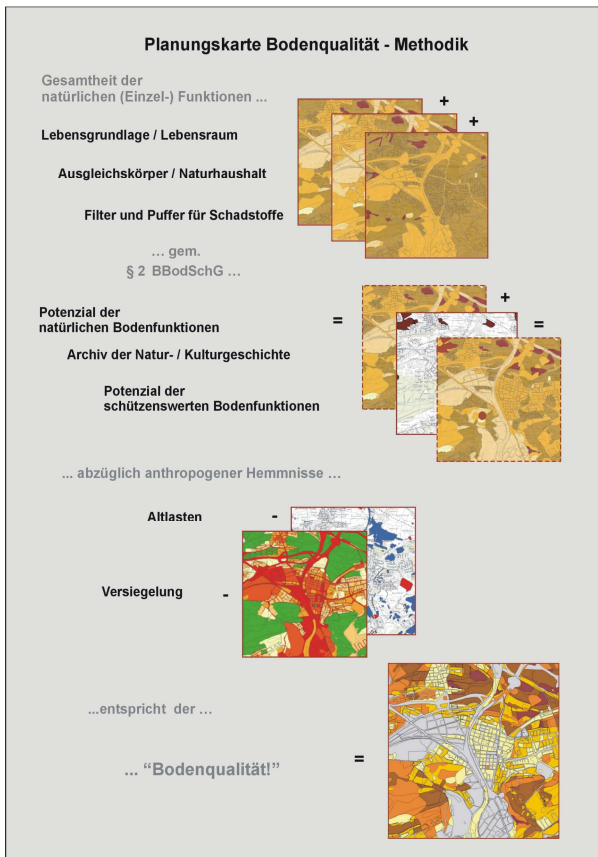 Planungskarte Bodenqualität - Methodik
Gesamtheit der
natürlichen (Einzel-) Funktionen ...
+
+
Lebensgrundlage / Lebensraum
Ausgleichskörper / Naturhaushalt
Filter und Puffer für Schadstoffe
... gem.
§ 2 BBodSchG ...
Potenzial der
natürlichen Bodenfunktionen
=
+
=
Archiv der Natur- / Kulturgeschichte
Potenzial der
schützenswerten Bodenfunktionen
... abzüglich anthropogener Hemmnisse ...
Altlasten -
Versiegelung -
...entspricht der ...
... “Bodenqualität!” =